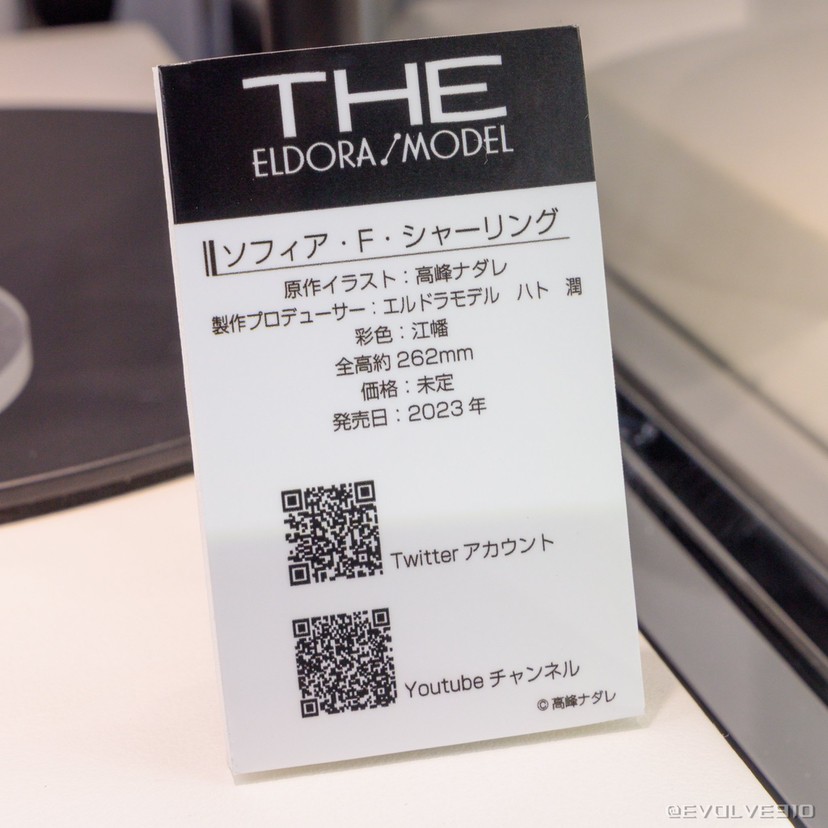 THE
ELDORA MODEL
ソフィア・F・シャーリング
原作イラスト：高峰ナダレ
製作プロデューサー：エルドラモデル　ハト　潤
彩色：江幡
全高約 262mm
価格：未定
発売日：2023 年
Twitter アカウント
Youtube チャンネル
© 高峰ナダレ
@EVOLVE310